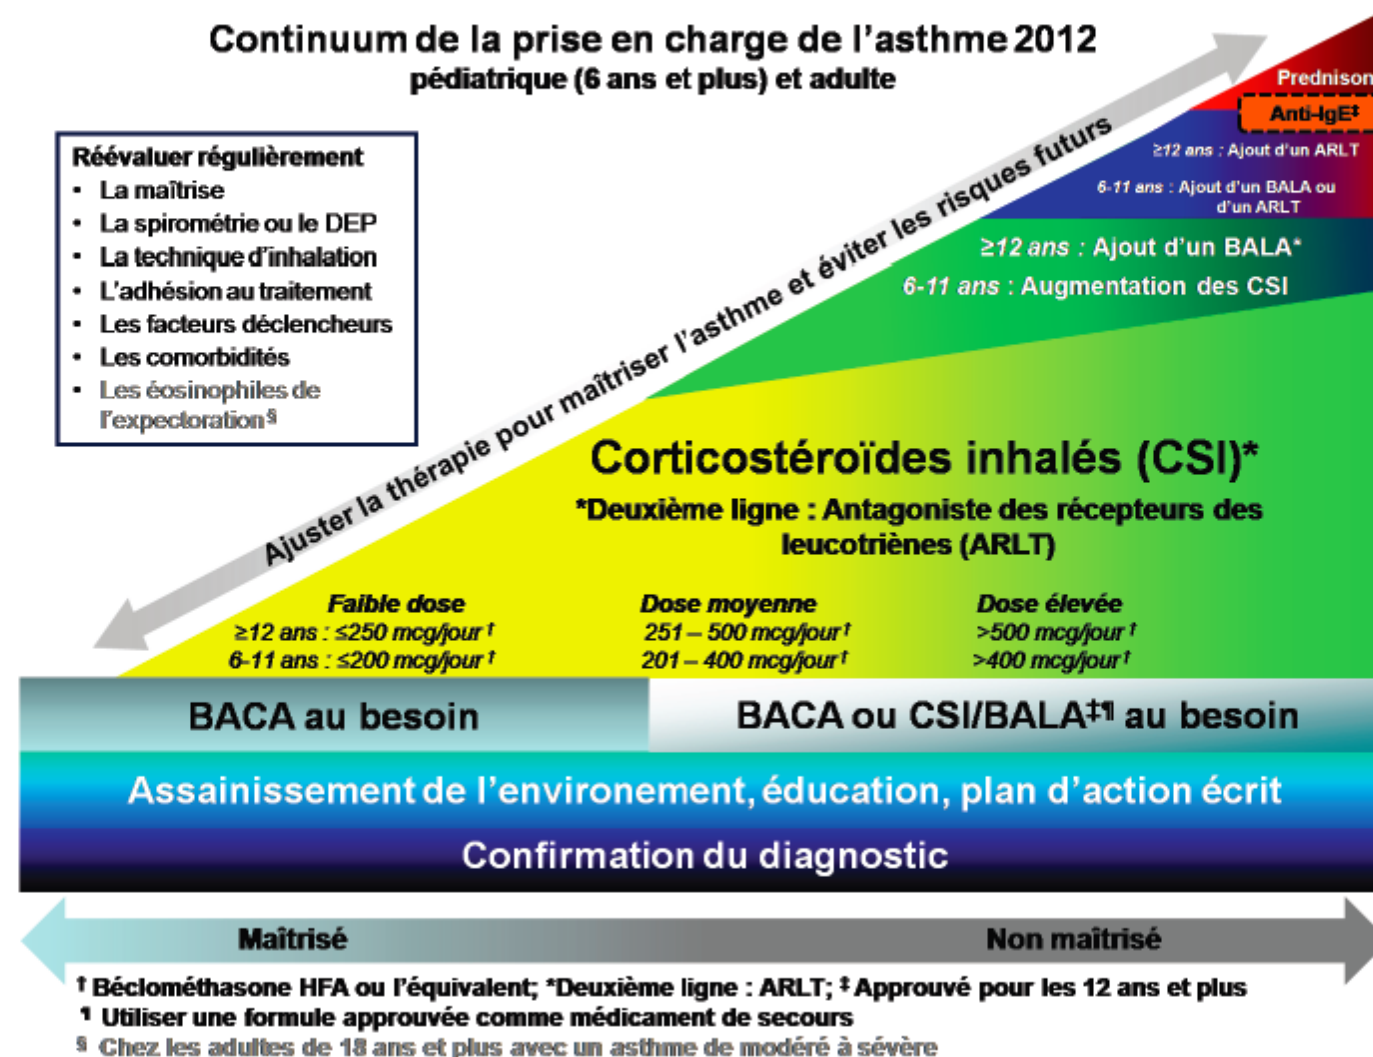 Continuum de la prise en charge de l'asthme 2012
pédiatrique (6 ans et plus) et adulte
Réévaluer régulièrement
• La maîtrise
• La spirométrie ou le DEP
• La technique d'inhalation
• L'adhésion au traitement
• Les facteurs déclencheurs
• Les comorbidités
• Les éosinophiles de
l'expectoration§
Ajuster la thérapie pour maîtriser l'asthme et éviter les risques futurs
Prednison
Anti-IgE‡
≥12 ans : Ajout d'un ARLT
6-11 ans : Ajout d'un BALA ou
d'un ARLT
≥12 ans : Ajout d'un BALA*
6-11 ans : Augmentation des CSI
Corticostéroïdes inhalés (CSI)*
*Deuxième ligne : Antagoniste des récepteurs des
leucotriènes (ARLT)
Faible dose Dose moyenne Dose élevée
≥12 ans : ≤250 mcg/jour† 251 – 500 mcg/jour† >500 mcg/jour†
6-11 ans : ≤200 mcg/jour† 201 – 400 mcg/jour† >400 mcg/jour†
BACA au besoin BACA ou CSI/BALA‡¶ au besoin
Assainissement de l'environement, éducation, plan d'action écrit
Confirmation du diagnostic
Maîtrisé Non maîtrisé
† Béclométhasone HFA ou l'équivalent; *Deuxième ligne : ARLT; ‡ Approuvé pour les 12 ans et plus
¶ Utiliser une formule approuvée comme médicament de secours
§ Chez les adultes de 18 ans et plus avec un asthme de modéré à sévère